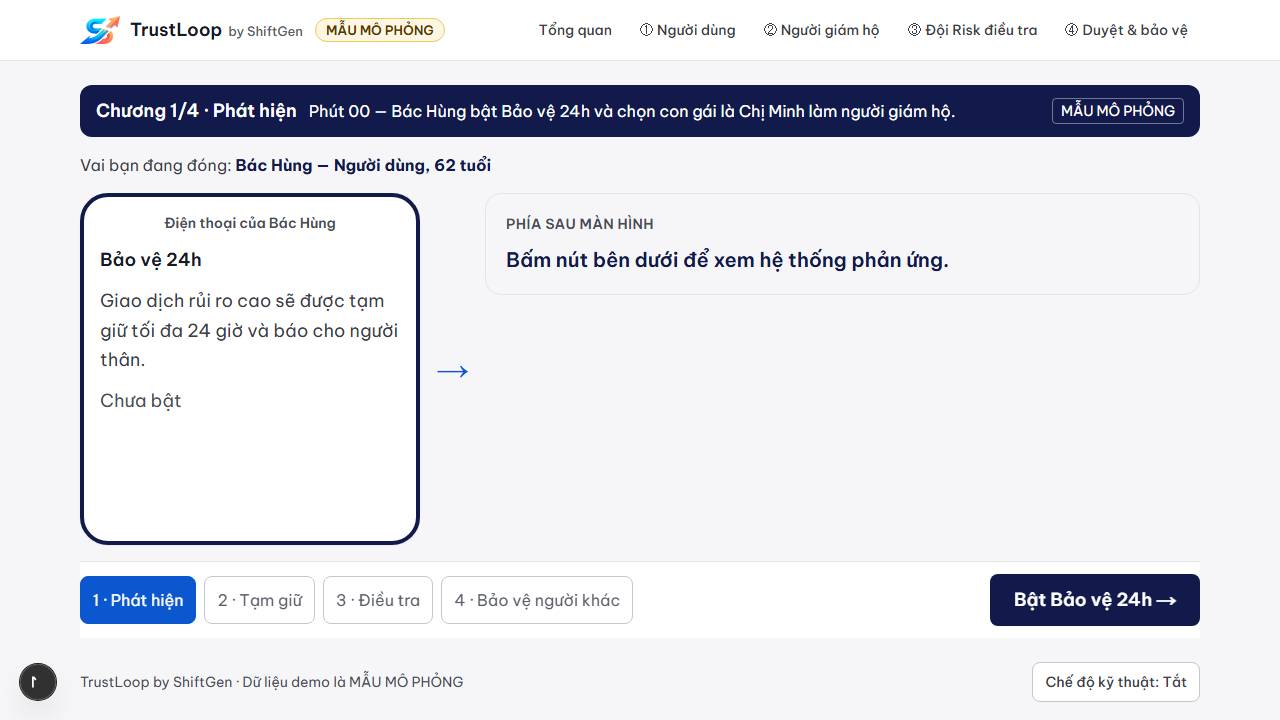 TrustLoop by ShiftGen MẪU MÔ PHỎNG Tổng quan ① Người dùng ② Người giám hộ ③ Đội Risk điều tra ④ Duyệt & bảo vệ
Chương 1/4 · Phát hiện Phút 00 — Bác Hùng bật Bảo vệ 24h và chọn con gái là Chị Minh làm người giám hộ. MẪU MÔ PHỎNG
Vai bạn đang đóng: Bác Hùng — Người dùng, 62 tuổi
Điện thoại của Bác Hùng
Bảo vệ 24h
Giao dịch rủi ro cao sẽ được tạm
giữ tối đa 24 giờ và báo cho người
thân.
Chưa bật
→
PHÍA SAU MÀN HÌNH
Bấm nút bên dưới để xem hệ thống phản ứng.
1 · Phát hiện 2 · Tạm giữ 3 · Điều tra 4 · Bảo vệ người khác Bật Bảo vệ 24h →
TrustLoop by ShiftGen · Dữ liệu demo là MẪU MÔ PHỎNG Chế độ kỹ thuật: Tắt